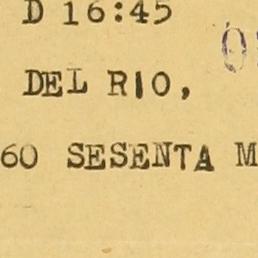 D 16:45
DEL RIO,
60 SESENTA M